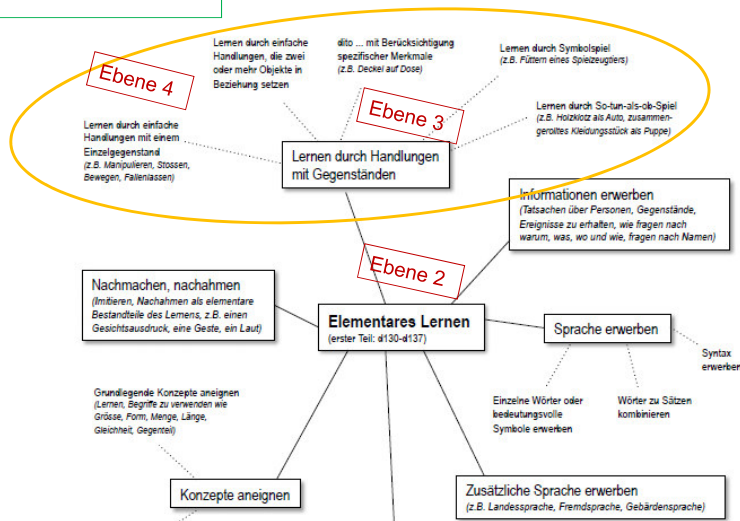 Lernen durch einfache
Handlungen, die zwei
oder mehr Objekte in
Beziehung setzen
dito ... mit Berücksichtigung
spezifischer Merkmale
(z.B. Deckel auf Dose)
Lernen durch Symbolspiel
(z.B. Füttern eines Spielzeugtiers)
Ebene 4
Ebene 3
Lernen durch So-tun-als-ob-Spiel
(z.B. Holzklotz als Auto, zusammen-
gerolltes Kleidungsstück als Puppe)
Lernen durch einfache
Handlungen mit einem
Einzelgegenstand
(z.B. Manipulieren, Stossen,
Bewegen, Fallenlassen)
Lernen durch Handlungen
mit Gegenständen
Informationen erwerben
(Tatsachen über Personen, Gegenstände,
Ereignisse zu erhalten, wie fragen nach
warum, was, wo und wie, fragen nach Namen)
Ebene 2
Nachmachen, nachahmen
(Imitieren, Nachahmen als elementare
Bestandteile des Lernens, z.B. einen
Gesichtsausdruck, eine Geste, ein Laut)
Elementares Lernen
(erster Teil: d130-d137)
Sprache erwerben
Syntax
erwerben
Einzelne Wörter oder
bedeutungsvolle
Symbole erwerben
Wörter zu Sätzen
kombinieren
Grundlegende Konzepte aneignen
(Lernen, Begriffe zu verwenden wie
Grösse, Form, Menge, Länge,
Gleichheit, Gegenteil)
Konzepte aneignen
Zusätzliche Sprache erwerben
(z.B. Landessprache, Fremdsprache, Gebärdensprache)